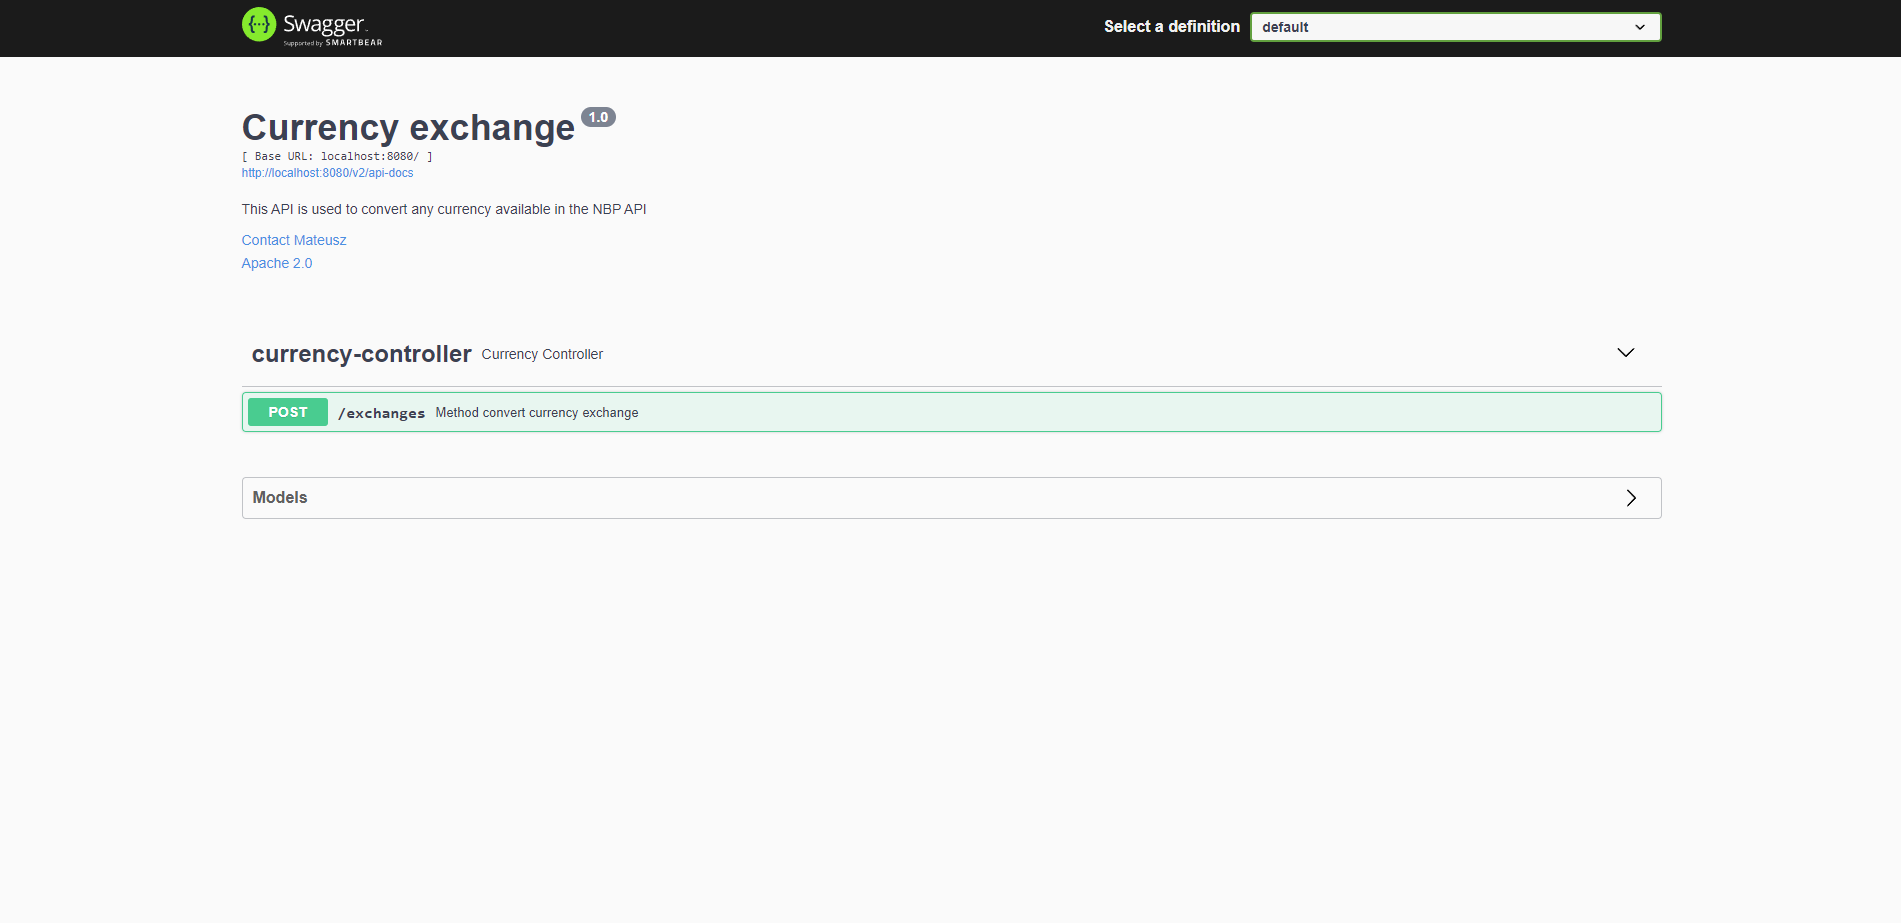 {···} Swagger
Supported by SMARTBEAR
Select a definition
default
Currency exchange 1.0
[ Base URL: localhost:8080/ ]
http://localhost:8080/v2/api-docs
This API is used to convert any currency available in the NBP API
Contact Mateusz
Apache 2.0
currency-controller Currency Controller
POST /exchanges Method convert currency exchange
Models